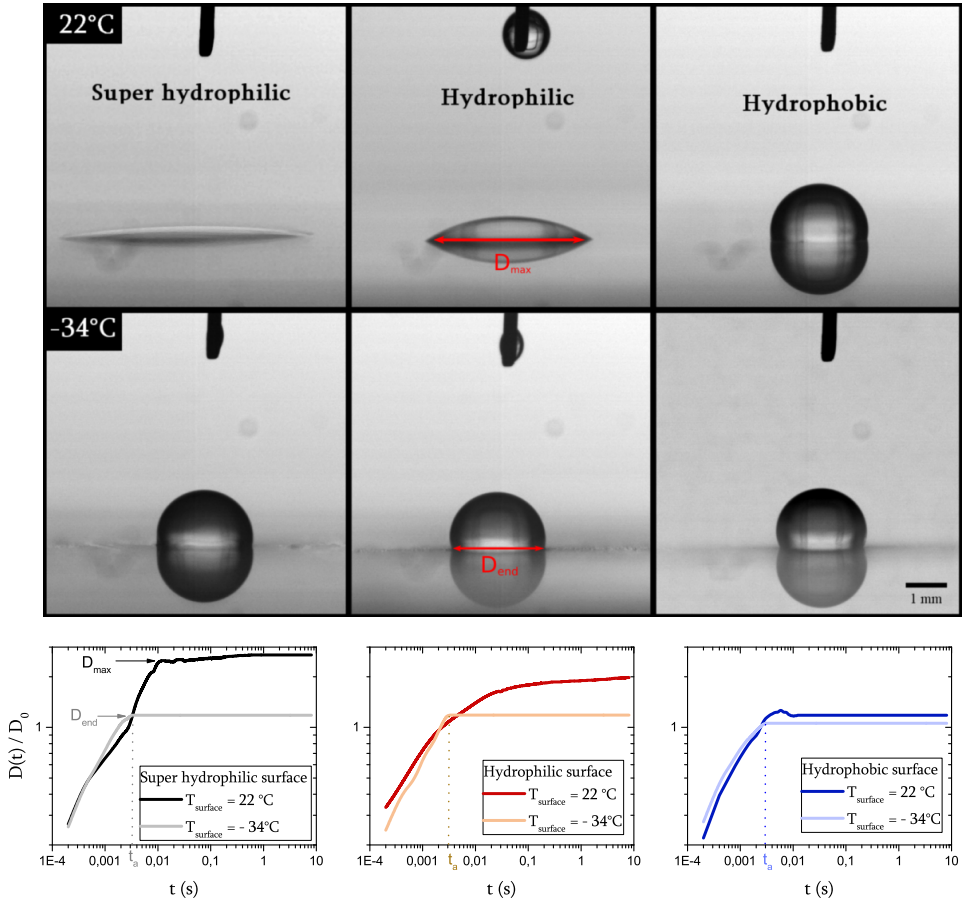 22°C
Super hydrophilic
Hydrophilic
Hydrophobic
Dmax
-34°C
Dend
1 mm
D(t) / D0
1
Dmax
Dend
Super hydrophilic surface
Tsurface = 22 °C
Tsurface = - 34°C
1E-4 0,001 0,01 0,1 1 10
ta
t (s)
1
Hydrophilic surface
Tsurface = 22 °C
Tsurface = - 34°C
1E-4 0,001 0,01 0,1 1 10
ta
t (s)
1
Hydrophobic surface
Tsurface = 22 °C
Tsurface = - 34°C
1E-4 0,001 0,01 0,1 1 10
ta
t (s)